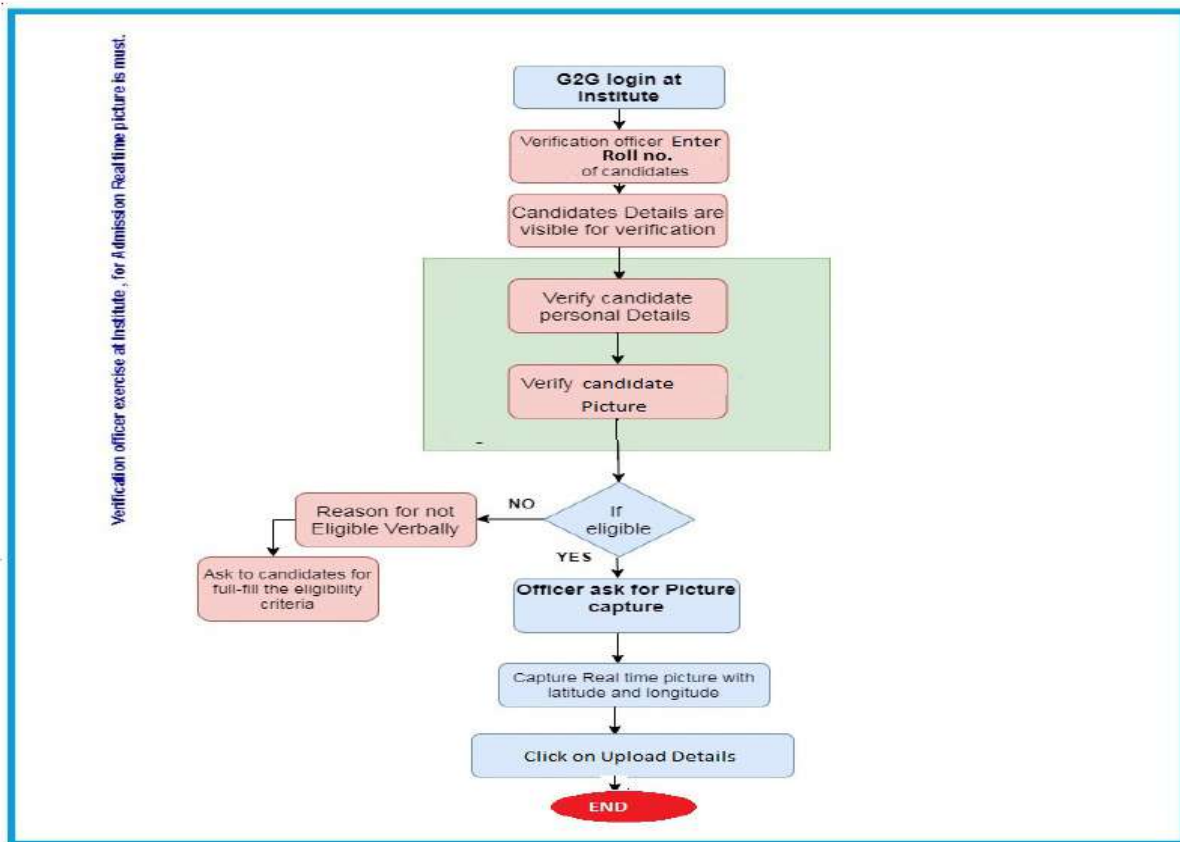 Verification officer exercise at Institute , for Admission Real time picture is must.
G2G login at
Institute
Verification officer Enter
Roll no.
of candidates
Candidates Details are
visible for verification
Verify candidate
personal Details
Verify candidate
Picture
If
eligible
NO
Reason for not
Eligible Verbally
Ask to candidates for
full-fill the eligibility
criteria
YES
Officer ask for Picture
capture
Capture Real time picture with
latitude and longitude
Click on Upload Details
END